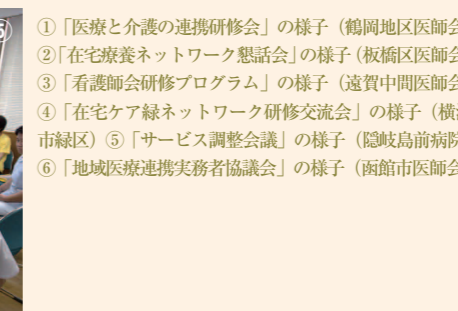 ⑤
①「医療と介護の連携研修会」の様子（鶴岡地区医師会
②「在宅療養ネットワーク懇話会」の様子（板橋区医師会
③「看護師会研修プログラム」の様子（遠賀中間医師会
④「在宅ケア緑ネットワーク研修交流会」の様子（横
市緑区）⑤「サービス調整会議」の様子（隠岐島前病院
⑥「地域医療連携実務者協議会」の様子（函館市医師会